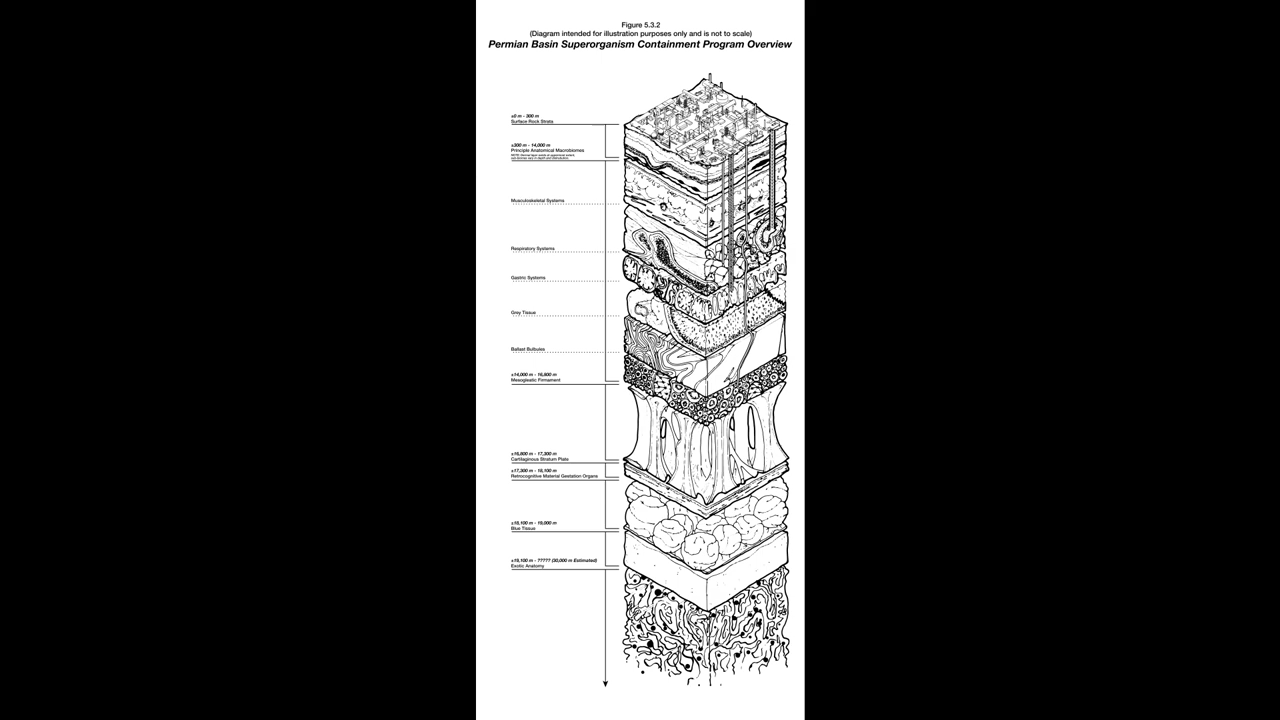 Figure 5.3.2
(Diagram intended for illustration purposes only and is not to scale)
Permian Basin Superorganism Containment Program Overview
±0 m - 300 m
Surface Rock Strata
±300 m - 14,000 m
Principle Anatomical Macrobiomes
Musculoskeletal Systems
Respiratory Systems
Gastric Systems
Grey Tissue
Ballast Bulbules
±14,000 m - 16,800 m
Mesogleatic Firmament
±16,800 m - 17,300 m
Cartilaginous Stratum Plate
±17,300 m - 18,100 m
Retrocognitive Material Gestation Organs
±18,100 m - 19,000 m
Blue Tissue
±19,100 m - ????? (30,000 m Estimated)
Exotic Anatomy